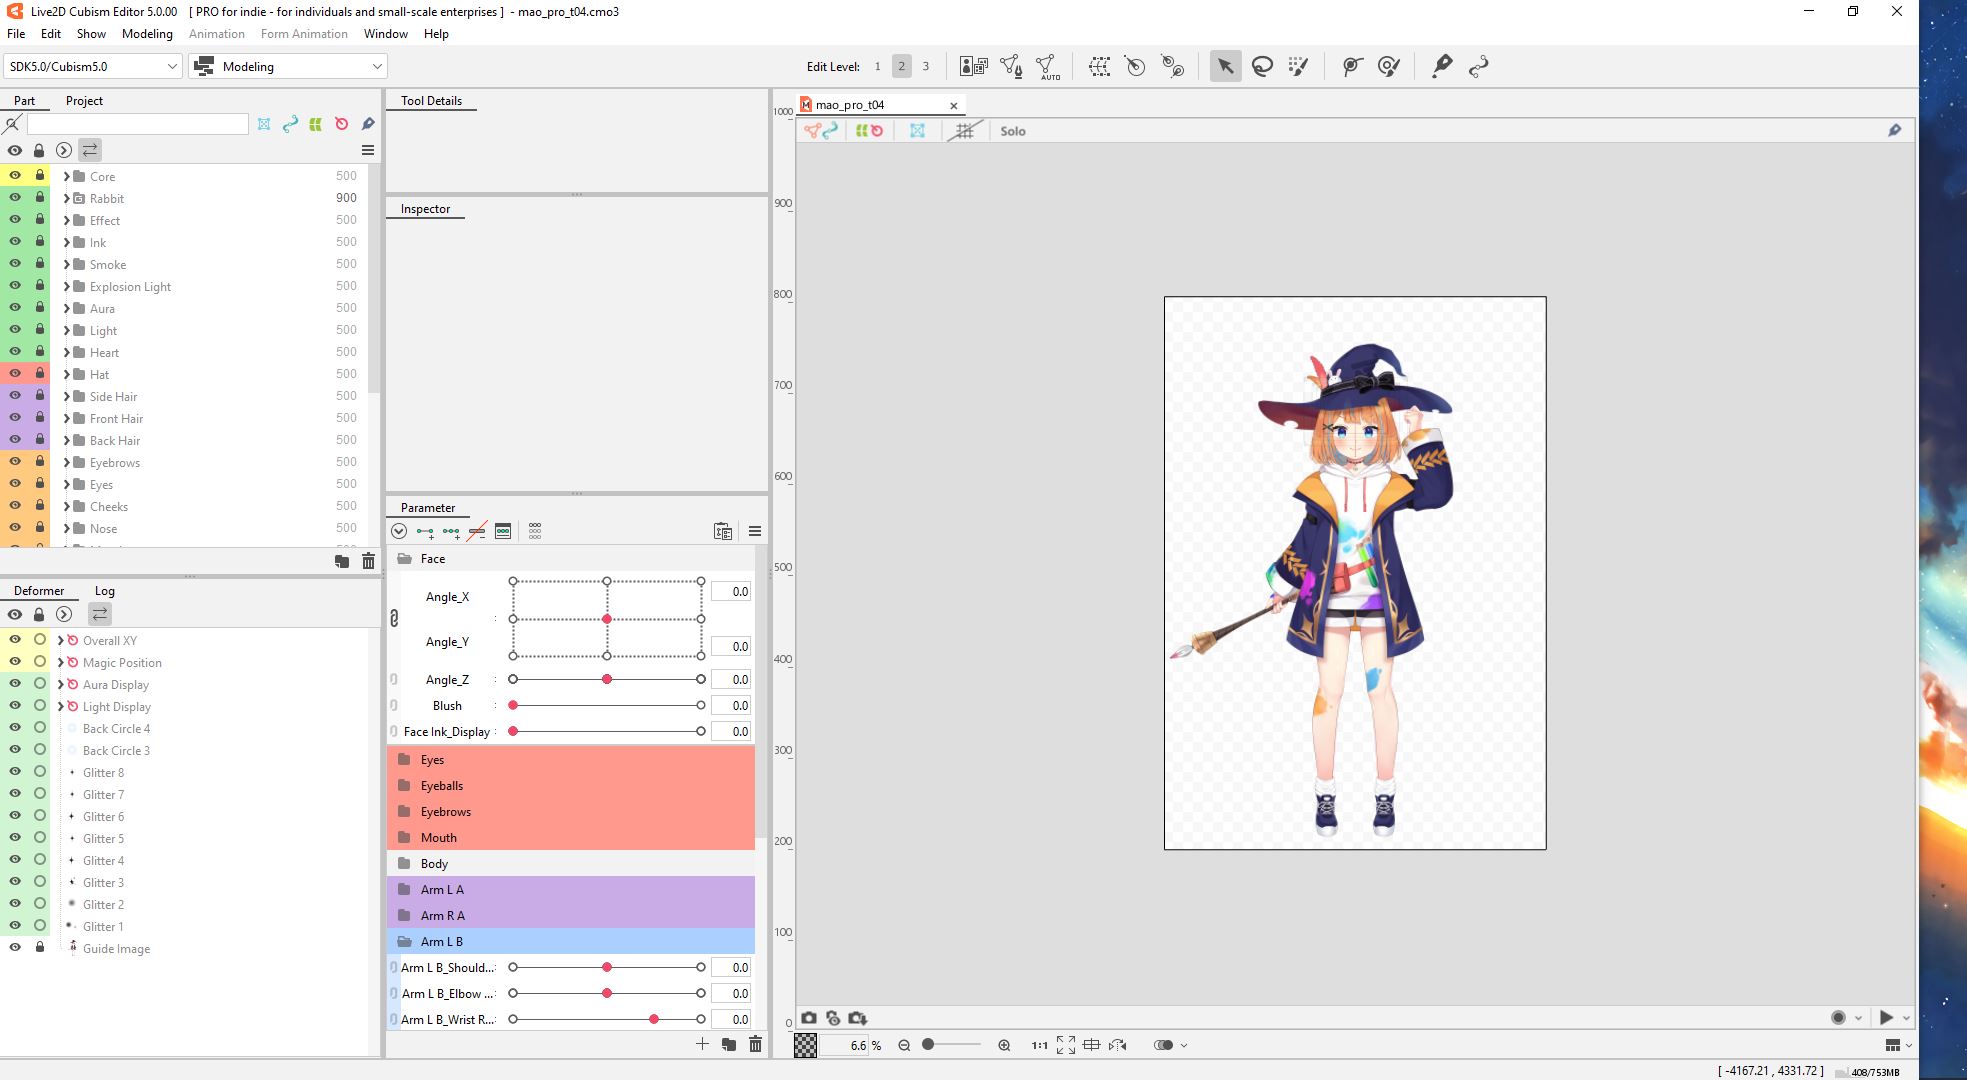 Live2D Cubism Editor 5.0.00 [ PRO for indie - for individuals and small-scale enterprises ] - mao_pro_t04.cmo3
File Edit Show Modeling Animation Form Animation Window Help
SDK5.0/Cubism5.0 Modeling Edit Level: 1 2 3 AUTO
Part Project
Core 500
Rabbit 900
Effect 500
Ink 500
Smoke 500
Explosion Light 500
Aura 500
Light 500
Heart 500
Hat 500
Side Hair 500
Front Hair 500
Back Hair 500
Eyebrows 500
Eyes 500
Cheeks 500
Nose 500
Deformer Log
Overall XY
Magic Position
Aura Display
Light Display
Back Circle 4
Back Circle 3
Glitter 8
Glitter 7
Glitter 6
Glitter 5
Glitter 4
Glitter 3
Glitter 2
Glitter 1
Guide Image
Tool Details
Inspector
Parameter
Face
Angle_X 0.0
Angle_Y 0.0
Angle_Z : 0.0
Blush : 0.0
Face Ink_Display : 0.0
Eyes
Eyeballs
Eyebrows
Mouth
Body
Arm L A
Arm R A
Arm L B
Arm L B_Should...: 0.0
Arm L B_Elbow ...: 0.0
Arm L B_Wrist R...: 0.0
mao_pro_t04
Solo
1000
900
800
700
600
500
400
300
200
100
0
6.6 % 1:1
[ -4167.21 , 4331.72 ] 408/753MB